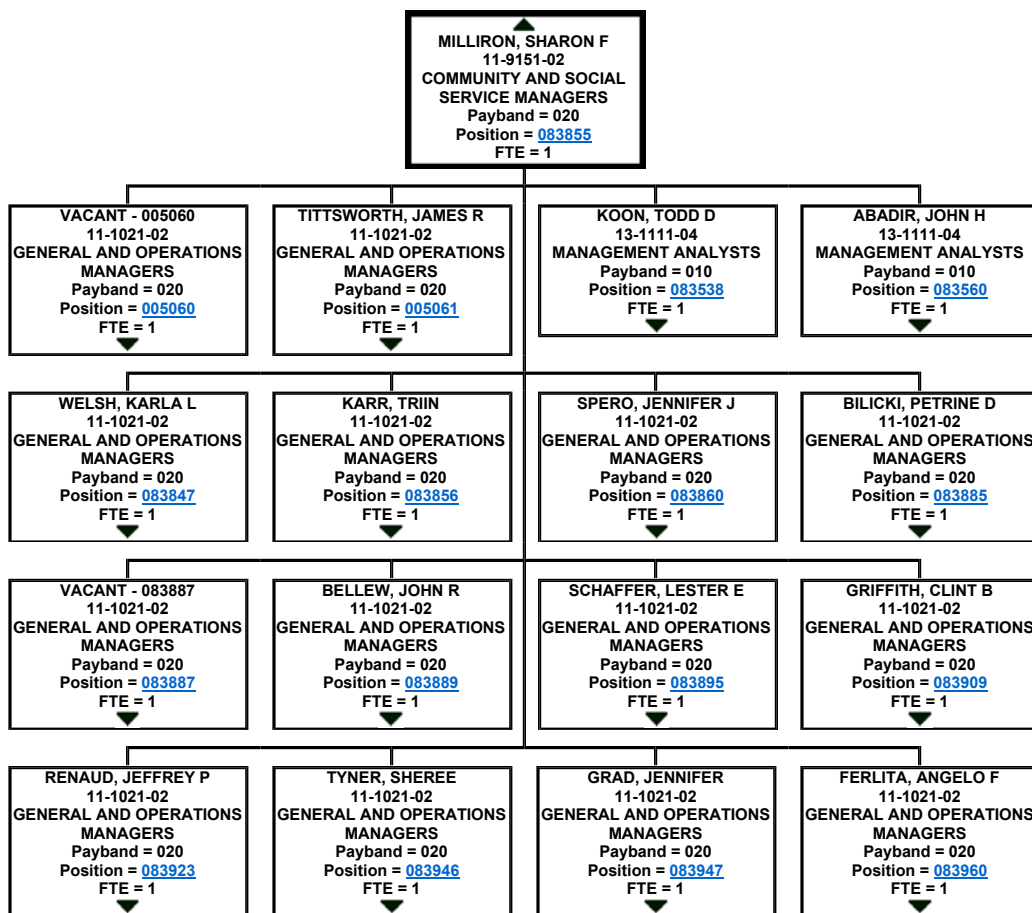 MILLIRON, SHARON F
11-9151-02
COMMUNITY AND SOCIAL
SERVICE MANAGERS
Payband = 020
Position = 083855
FTE = 1
VACANT - 005060
11-1021-02
GENERAL AND OPERATIONS
MANAGERS
Payband = 020
Position = 005060
FTE = 1
TITTSWORTH, JAMES R
11-1021-02
GENERAL AND OPERATIONS
MANAGERS
Payband = 020
Position = 005061
FTE = 1
KOON, TODD D
13-1111-04
MANAGEMENT ANALYSTS
Payband = 010
Position = 083538
FTE = 1
ABADIR, JOHN H
13-1111-04
MANAGEMENT ANALYSTS
Payband = 010
Position = 083560
FTE = 1
WELSH, KARLA L
11-1021-02
GENERAL AND OPERATIONS
MANAGERS
Payband = 020
Position = 083847
FTE = 1
KARR, TRIIN
11-1021-02
GENERAL AND OPERATIONS
MANAGERS
Payband = 020
Position = 083856
FTE = 1
SPERO, JENNIFER J
11-1021-02
GENERAL AND OPERATIONS
MANAGERS
Payband = 020
Position = 083860
FTE = 1
BILICKI, PETRINE D
11-1021-02
GENERAL AND OPERATIONS
MANAGERS
Payband = 020
Position = 083885
FTE = 1
VACANT - 083887
11-1021-02
GENERAL AND OPERATIONS
MANAGERS
Payband = 020
Position = 083887
FTE = 1
BELLEW, JOHN R
11-1021-02
GENERAL AND OPERATIONS
MANAGERS
Payband = 020
Position = 083889
FTE = 1
SCHAFFER, LESTER E
11-1021-02
GENERAL AND OPERATIONS
MANAGERS
Payband = 020
Position = 083895
FTE = 1
GRIFFITH, CLINT B
11-1021-02
GENERAL AND OPERATIONS
MANAGERS
Payband = 020
Position = 083909
FTE = 1
RENAUD, JEFFREY P
11-1021-02
GENERAL AND OPERATIONS
MANAGERS
Payband = 020
Position = 083923
FTE = 1
TYNER, SHEREE
11-1021-02
GENERAL AND OPERATIONS
MANAGERS
Payband = 020
Position = 083946
FTE = 1
GRAD, JENNIFER
11-1021-02
GENERAL AND OPERATIONS
MANAGERS
Payband = 020
Position = 083947
FTE = 1
FERLITA, ANGELO F
11-1021-02
GENERAL AND OPERATIONS
MANAGERS
Payband = 020
Position = 083960
FTE = 1